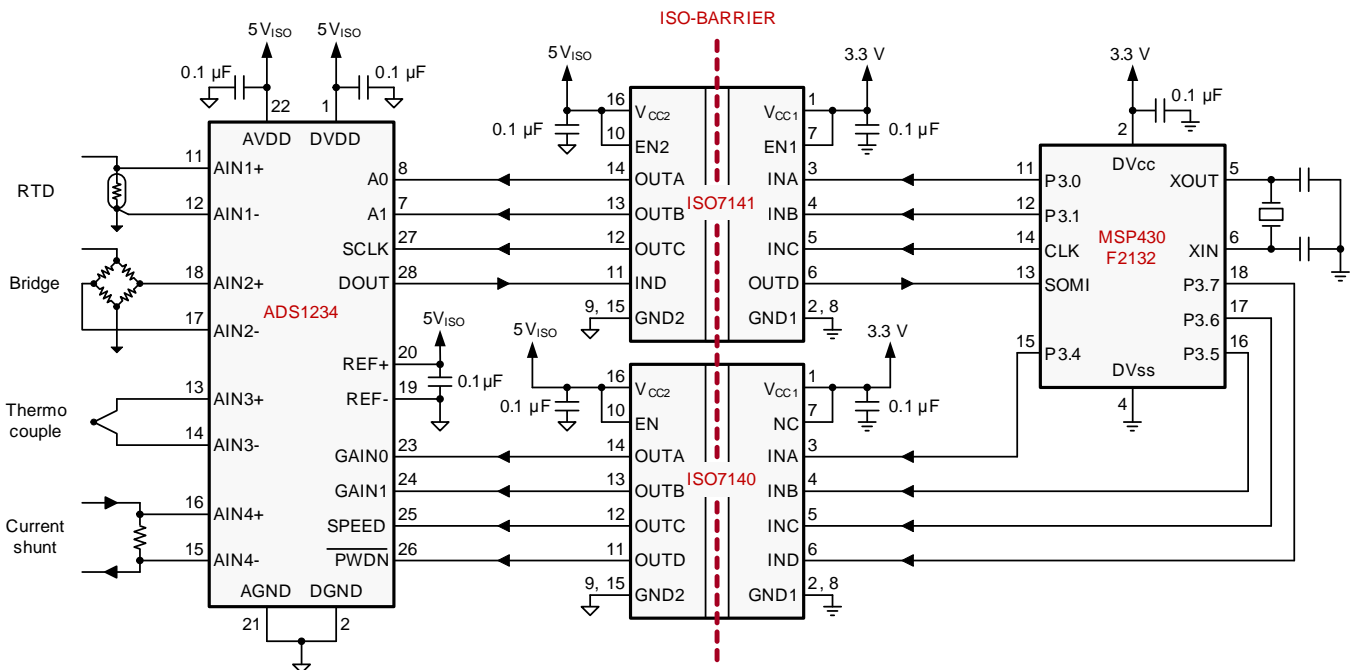 ISO-BARRIER
5VISO
5VISO
0.1 µF
0.1 µF
22
1
AVDD
DVDD
RTD
11
AIN1+
12
AIN1-
Bridge
18
AIN2+
17
AIN2-
Thermo
couple
13
AIN3+
14
AIN3-
Current
shunt
16
AIN4+
15
AIN4-
ADS1234
A0
8
A1
7
SCLK
27
DOUT
28
REF+
20
REF-
19
5VISO
0.1 µF
GAIN0
23
GAIN1
24
SPEED
25
PWDN
26
AGND
DGND
21
2
5VISO
0.1 µF
16
VCC2
10
EN2
14
OUTA
13
OUTB
12
OUTC
11
IND
9, 15
GND2
ISO7141
3.3 V
0.1 µF
VCC1
1
EN1
7
INA
3
INB
4
INC
5
OUTD
6
GND1
2, 8
5VISO
0.1 µF
16
VCC2
10
EN
14
OUTA
13
OUTB
12
OUTC
11
OUTD
9, 15
GND2
ISO7140
3.3 V
0.1 µF
VCC1
1
NC
7
INA
3
INB
4
INC
5
IND
6
GND1
2, 8
3.3 V
0.1 µF
2
DVcc
11
P3.0
12
P3.1
14
CLK
13
SOMI
15
P3.4
MSP430
F2132
XOUT
5
XIN
6
P3.7
18
P3.6
17
P3.5
16
DVss
4